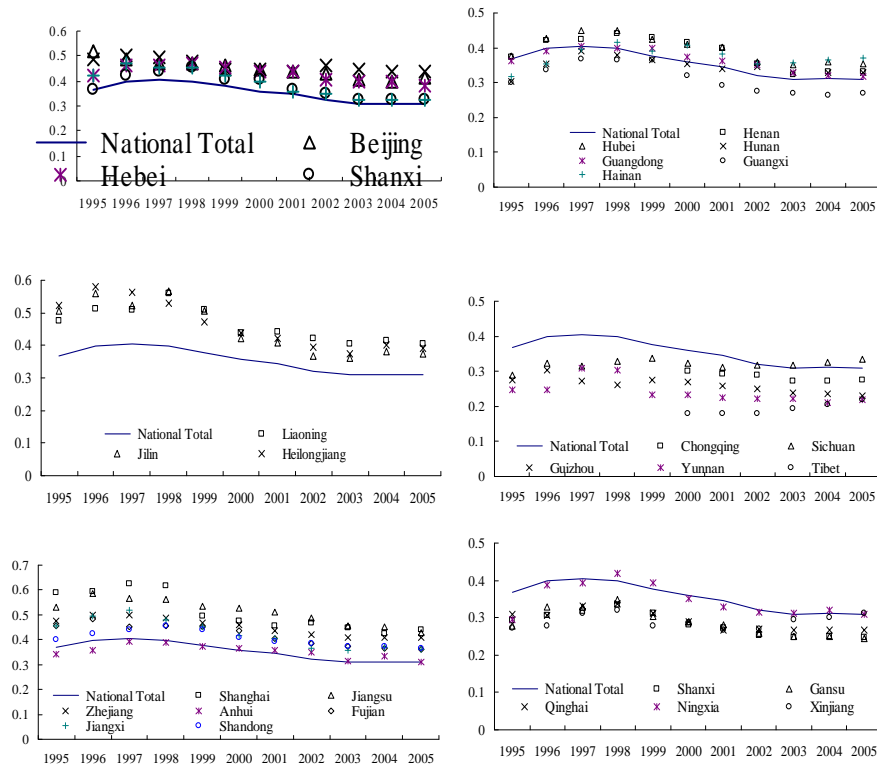 0.6
0.5
0.4
0.3
0.2
0.1
0
National Total Beijing
Hebei Shanxi
1995 1996 1997 1998 1999 2000 2001 2002 2003 2004 2005
0.5
0.4
0.3
0.2
0.1
0
National Total Henan
Hubei Hunan
Guangdong Guangxi
Hainan
1995 1996 1997 1998 1999 2000 2001 2002 2003 2004 2005
0.6
0.5
0.4
0.3
0.2
0.1
0
National Total Liaoning
Jilin Heilongjiang
1995 1996 1997 1998 1999 2000 2001 2002 2003 2004 2005
0.5
0.4
0.3
0.2
0.1
0
National Total Chongqing Sichuan
Guizhou Yunnan Tibet
1995 1996 1997 1998 1999 2000 2001 2002 2003 2004 2005
0.7
0.6
0.5
0.4
0.3
0.2
0.1
0
National Total Shanghai Jiangsu
Zhejiang Anhui Fujian
Jiangxi Shandong
1995 1996 1997 1998 1999 2000 2001 2002 2003 2004 2005
0.5
0.4
0.3
0.2
0.1
0
National Total Shanxi Gansu
Qinghai Ningxia Xinjiang
1995 1996 1997 1998 1999 2000 2001 2002 2003 2004 2005